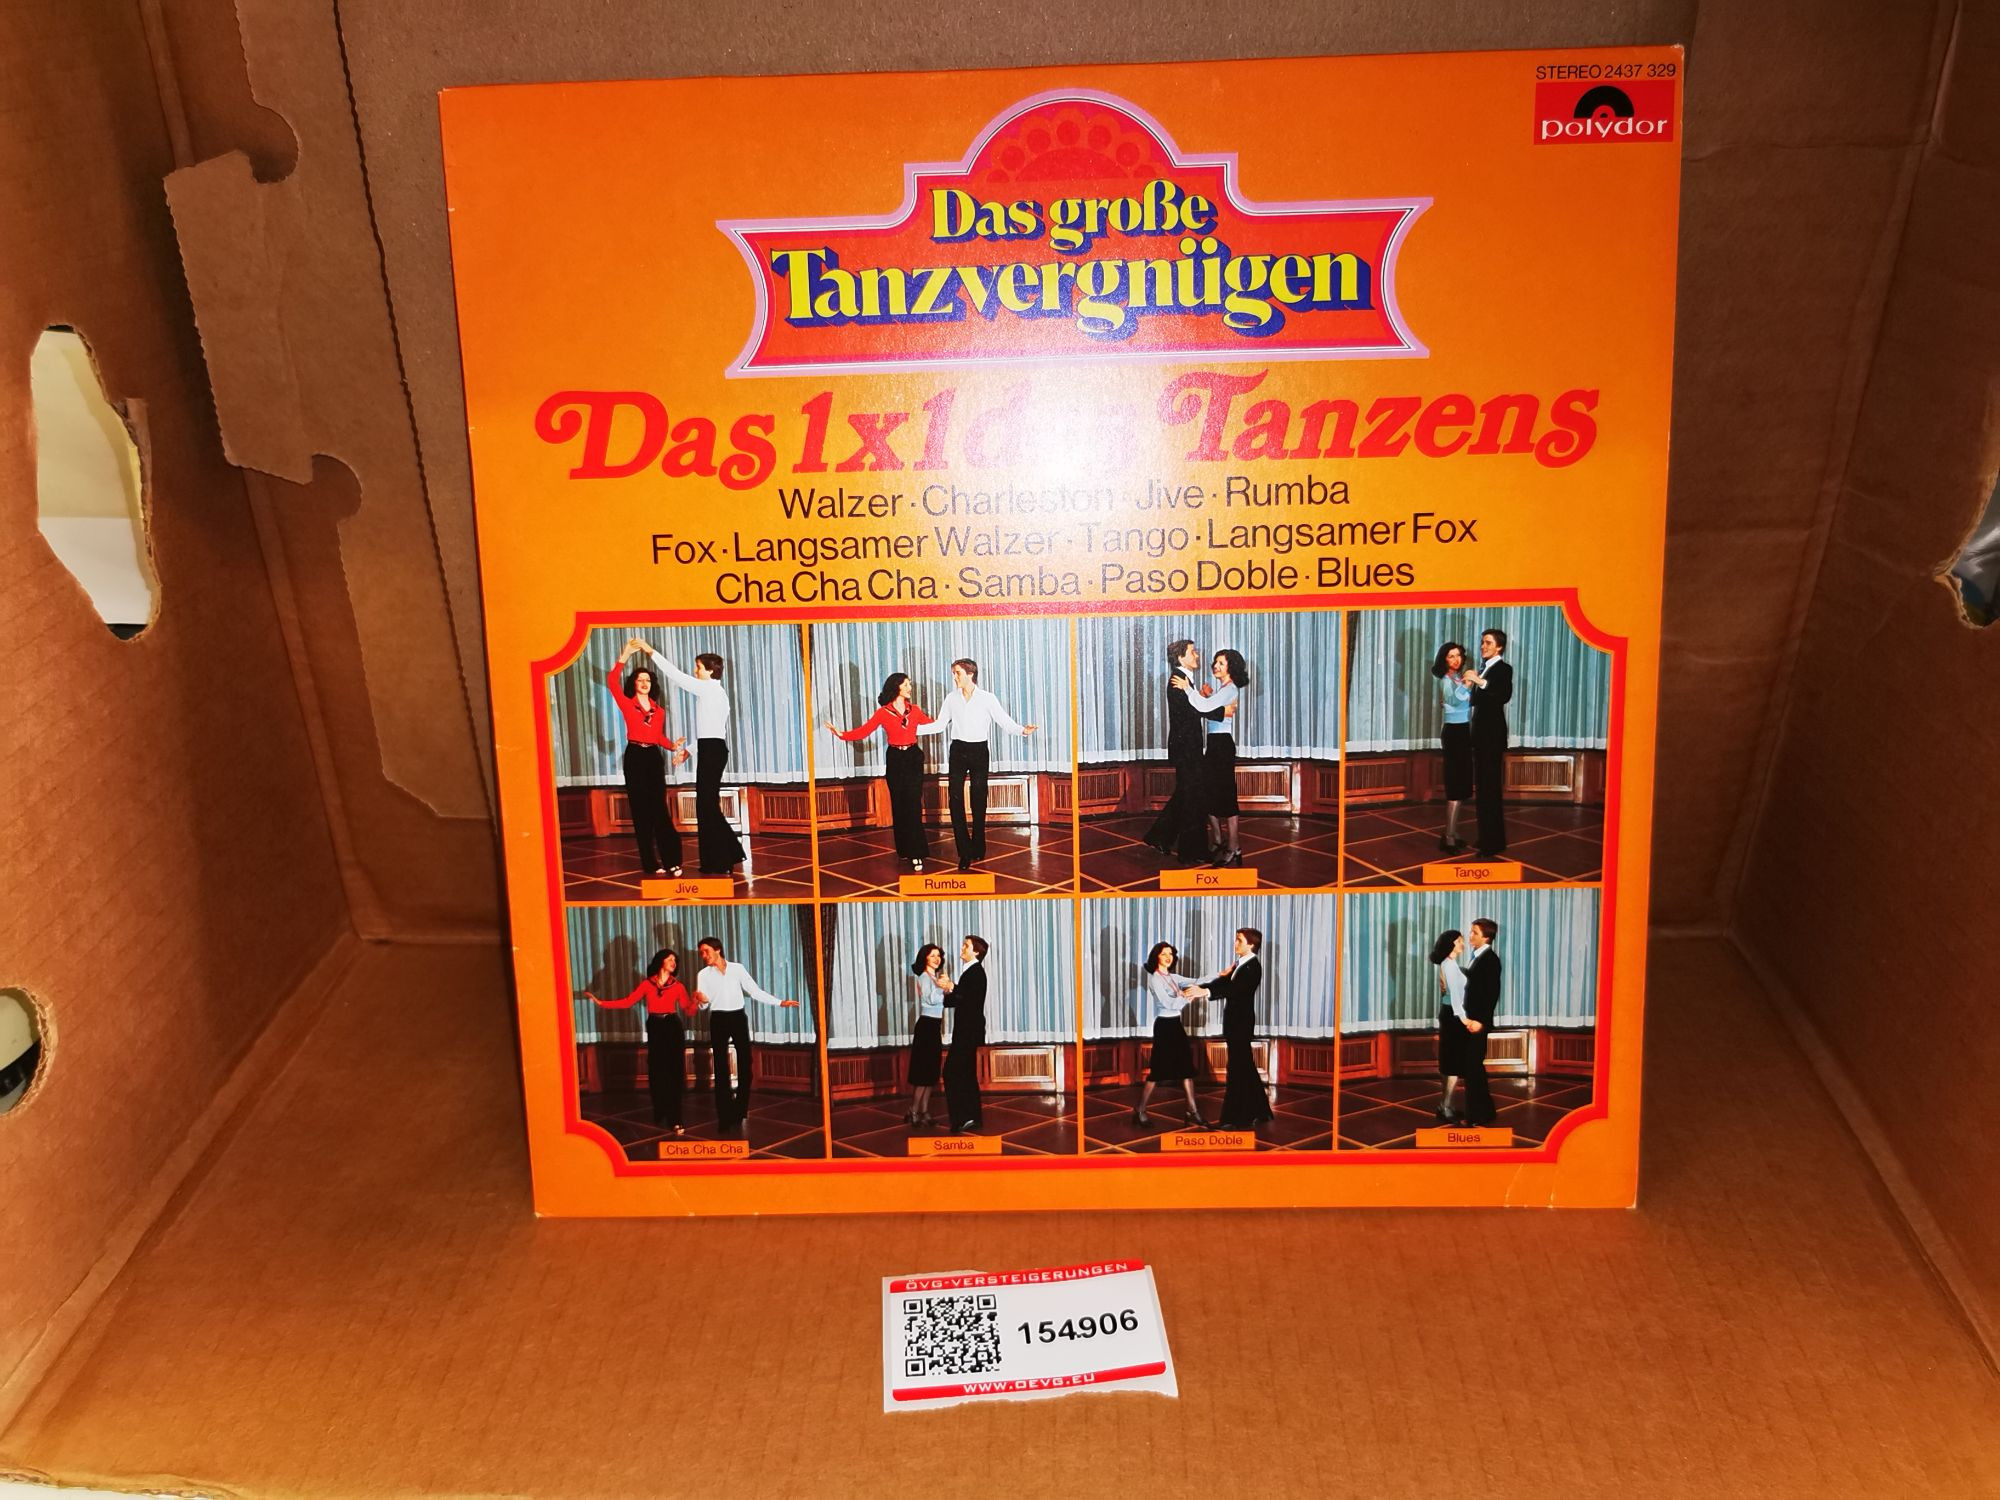 STEREO 2437 329
polydor
Das große
Tanzvergnügen
Das 1x1 des Tanzens
Walzer · Charleston · Jive · Rumba
Fox · Langsamer Walzer · Tango · Langsamer Fox
Cha Cha Cha · Samba · Paso Doble · Blues
Jive
Rumba
Fox
Tango
Cha Cha Cha
Samba
Paso Doble
Blues
ÖVG-VERSTEIGERUNGEN
154906
WWW.OEVG.EU